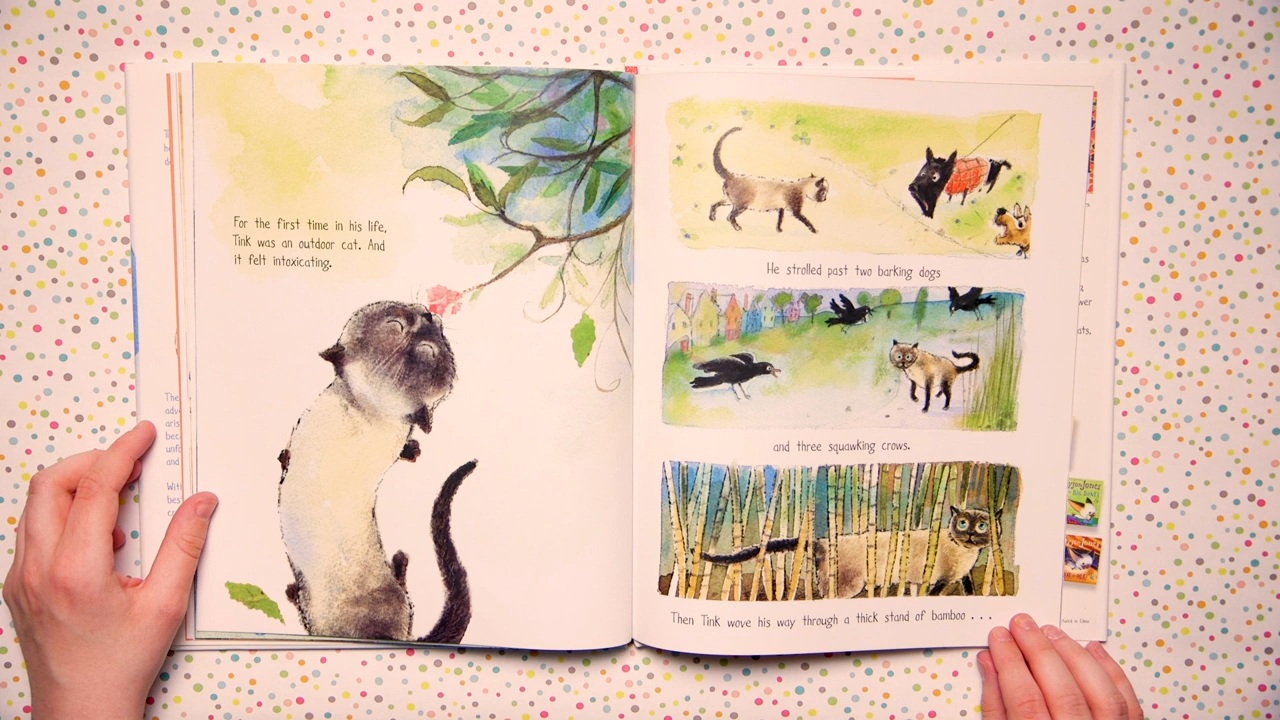 For the first time in his life,
Tink was an outdoor cat. And
it felt intoxicating.
He strolled past two barking dogs
and three squawking crows.
Then Tink wove his way through a thick stand of bamboo . . .